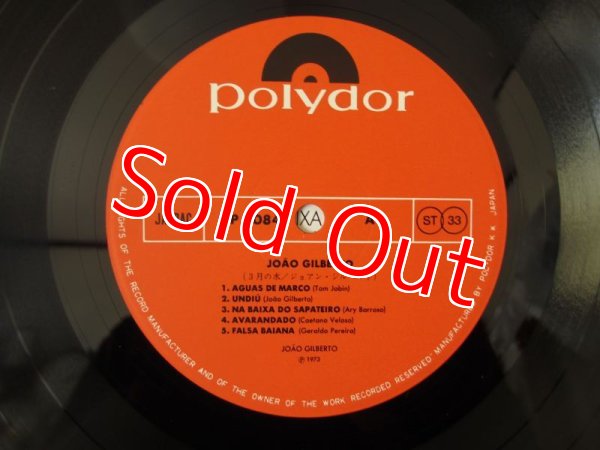 polydor
ST 33
Sold Out
JOÃO GILBERTO
1. AGUAS DE MARCO (Tom Jobin)
2. UNDIÚ (João Gilberto)
3. NA BAIXA DO SAPATEIRO (Ary Barroso)
4. AVARANDADO (Caetano Veloso)
5. FALSA BAIANA (Geraldo Pereira)
JOÃO GILBERTO
℗ 1973
ALL RIGHTS OF THE RECORD MANUFACTURER AND OF THE OWNER OF THE WORK RECORDED RESERVED · MANUFACTURED BY POLYDOR K.K. JAPAN